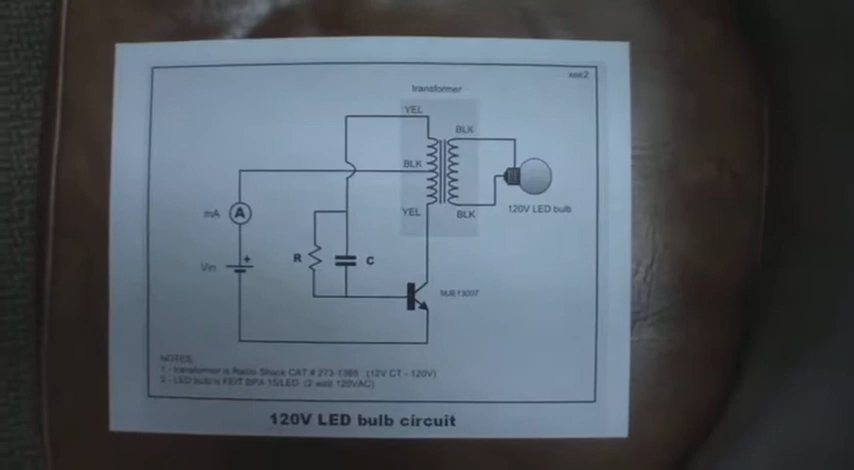 transformer
YEL
BLK
BLK
mA
A
YEL
BLK
120V LED bulb
Vin
+
R
C
NOTES
1 - transformer is Radio Shack CAT # 273-1365 (12V CT - 120V)
2 - LED bulb is FEIT BPA 15/LED (2 watt 120VAC)
120V LED bulb circuit